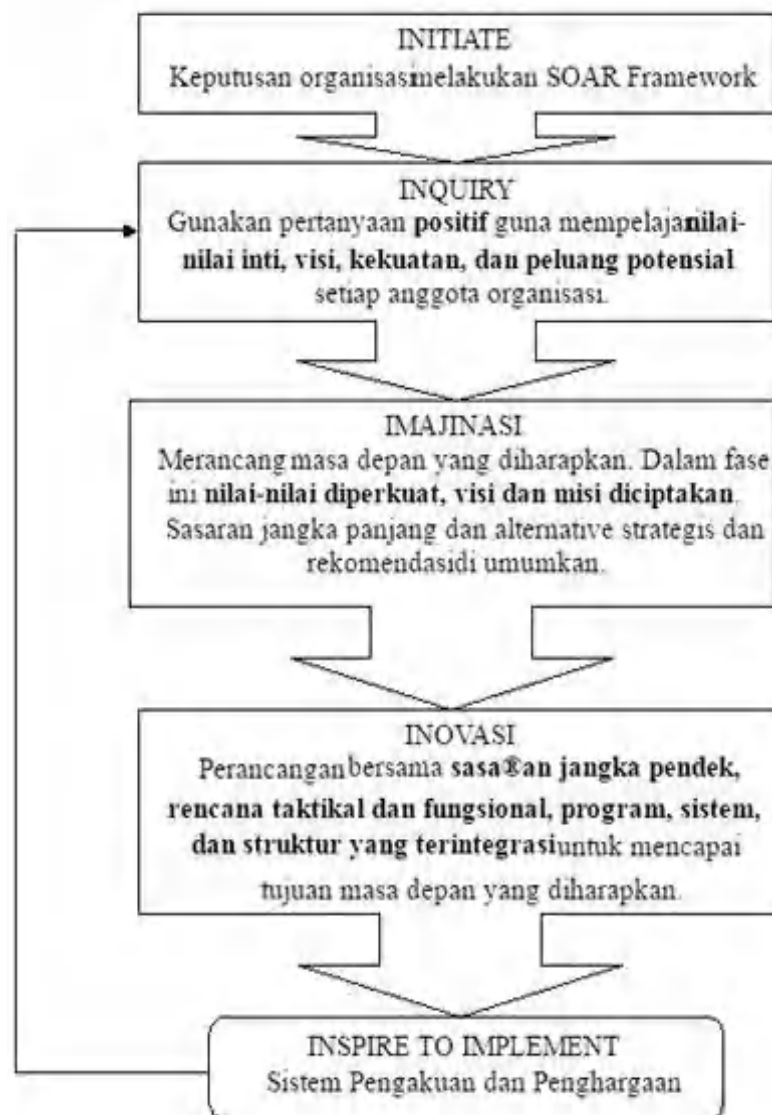 INITIATE
Keputusan organisasimelakukan SOAR Framework
INQUIRY
Gunakan pertanyaan positif guna mempelajanilai-
nilai inti, visi, kekuatan, dan peluang potensial
setiap anggota organisasi.
IMAJINASI
Merancang masa depan yang diharapkan. Dalam fase
ini nilai-nilai diperkuat, visi dan misi diciptakan.
Sasaran jangka panjang dan alternative strategis dan
rekomendasidi umumkan.
INOVASI
Perancangan bersama sasa®an jangka pendek,
rencana taktikal dan fungsional, program, sistem,
dan struktur yang terintegrasiuntuk mencapai
tujuan masa depan yang diharapkan.
INSPIRE TO IMPLEMENT
Sistem Pengakuan dan Penghargaan